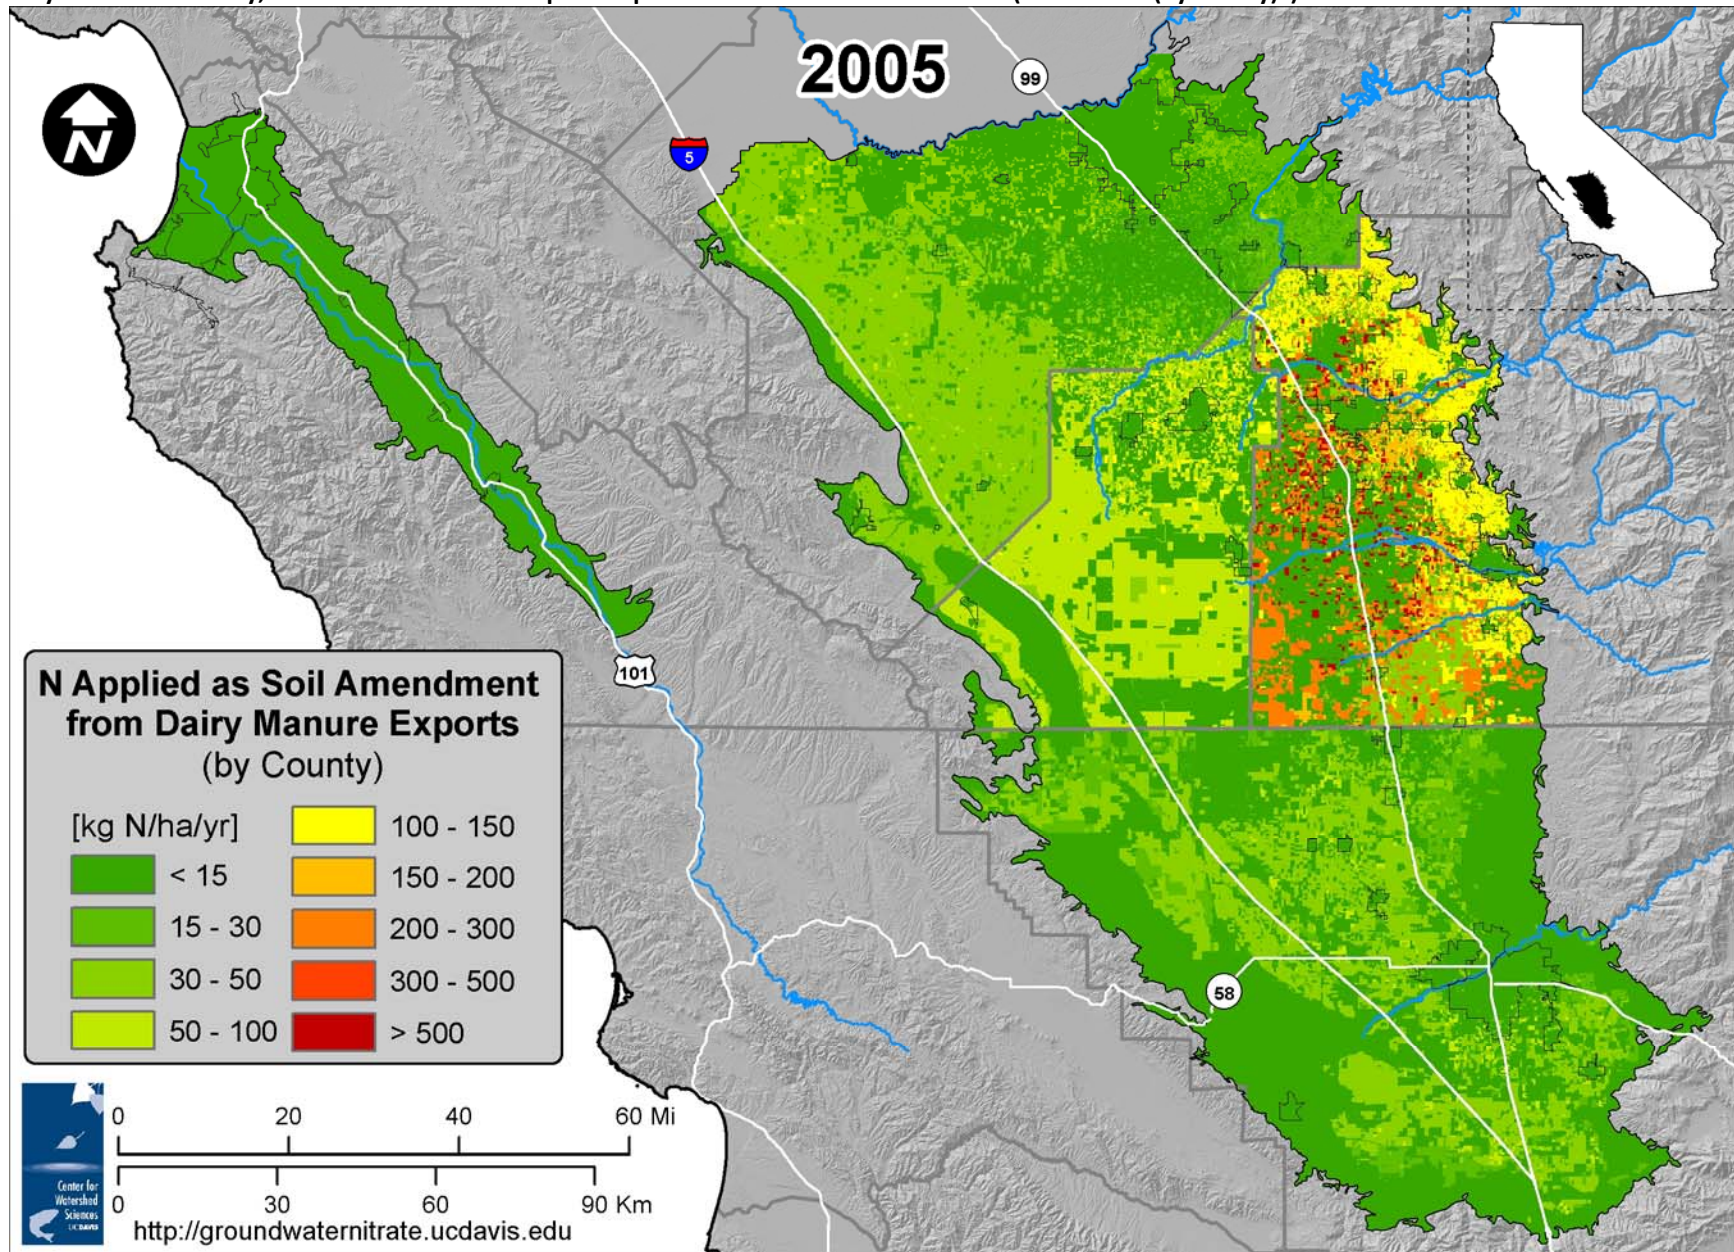 2005
99
5
N
101
N Applied as Soil Amendment
from Dairy Manure Exports
(by County)
[kg N/ha/yr]
< 15
15 - 30
30 - 50
50 - 100
100 - 150
150 - 200
200 - 300
300 - 500
> 500
58
0 20 40 60 Mi
0 30 60 90 Km
Center for
Watershed
Sciences
UC DAVIS
http://groundwaternitrate.ucdavis.edu